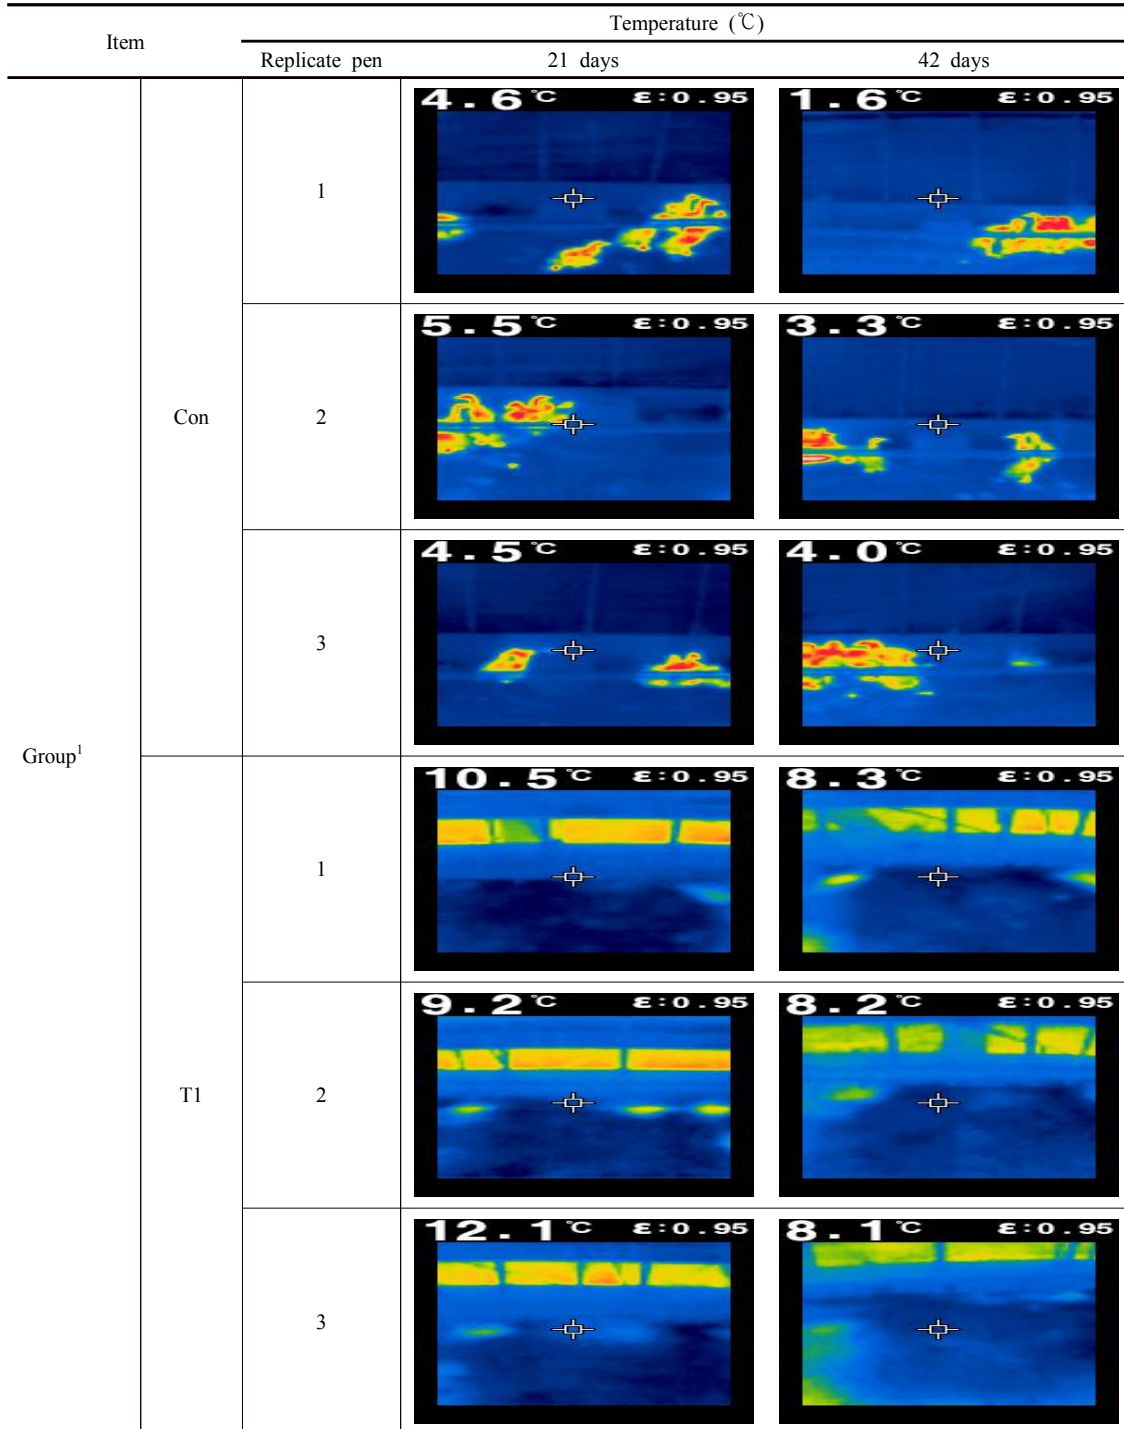 Item
Temperature (℃)
Replicate pen 21 days 42 days
Group1
Con
1
4.6℃ ε:0.95
1.6℃ ε:0.95
2
5.5℃ ε:0.95
3.3℃ ε:0.95
3
4.5℃ ε:0.95
4.0℃ ε:0.95
T1
1
10.5℃ ε:0.95
8.3℃ ε:0.95
2
9.2℃ ε:0.95
8.2℃ ε:0.95
3
12.1℃ ε:0.95
8.1℃ ε:0.95